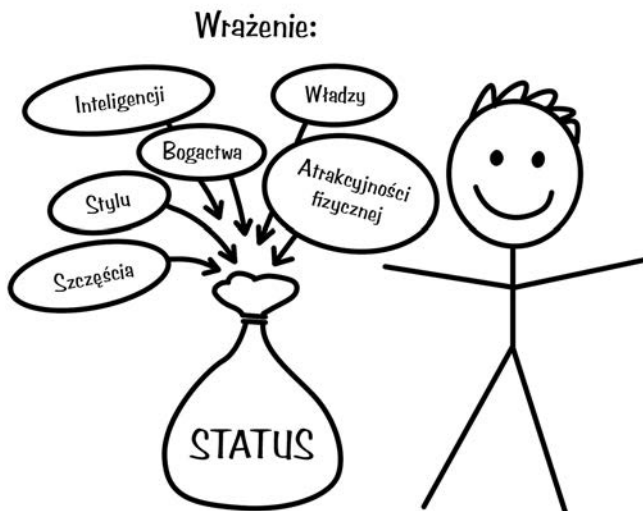 Wrażenie:
Inteligencji
Władzy
Bogactwa
Atrakcyjności
fizycznej
Stylu
Szczęścia
STATUS